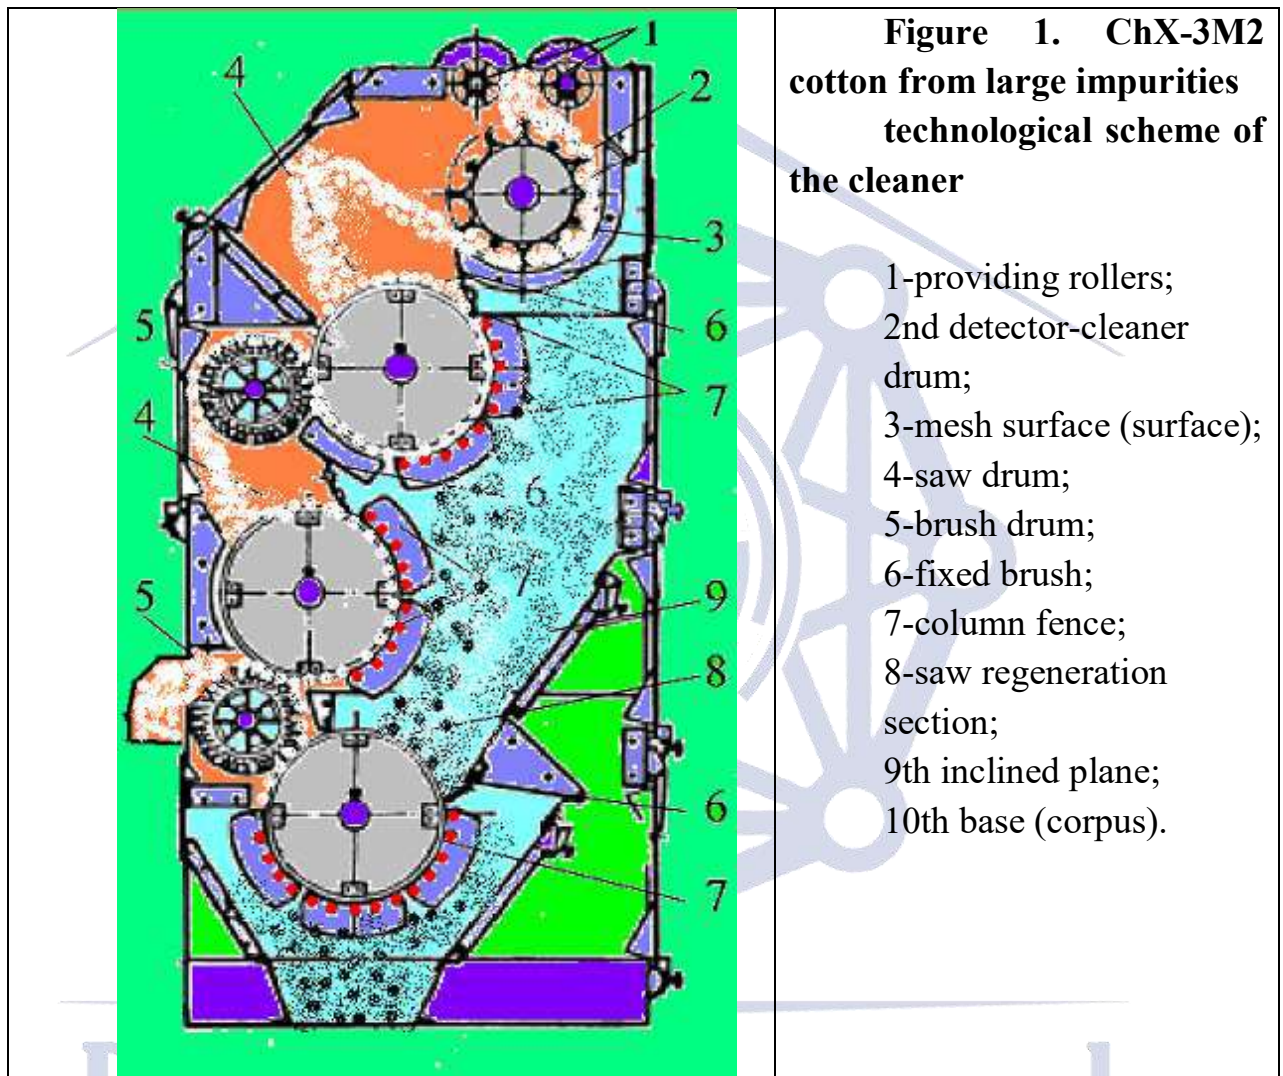 1
4
2
3
5
6
7
4
6
7
5
9
8
6
7
Figure 1. ChX-3M2
cotton from large impurities
technological scheme of
the cleaner
1-providing rollers;
2nd detector-cleaner
drum;
3-mesh surface (surface);
4-saw drum;
5-brush drum;
6-fixed brush;
7-column fence;
8-saw regeneration
section;
9th inclined plane;
10th base (corpus).